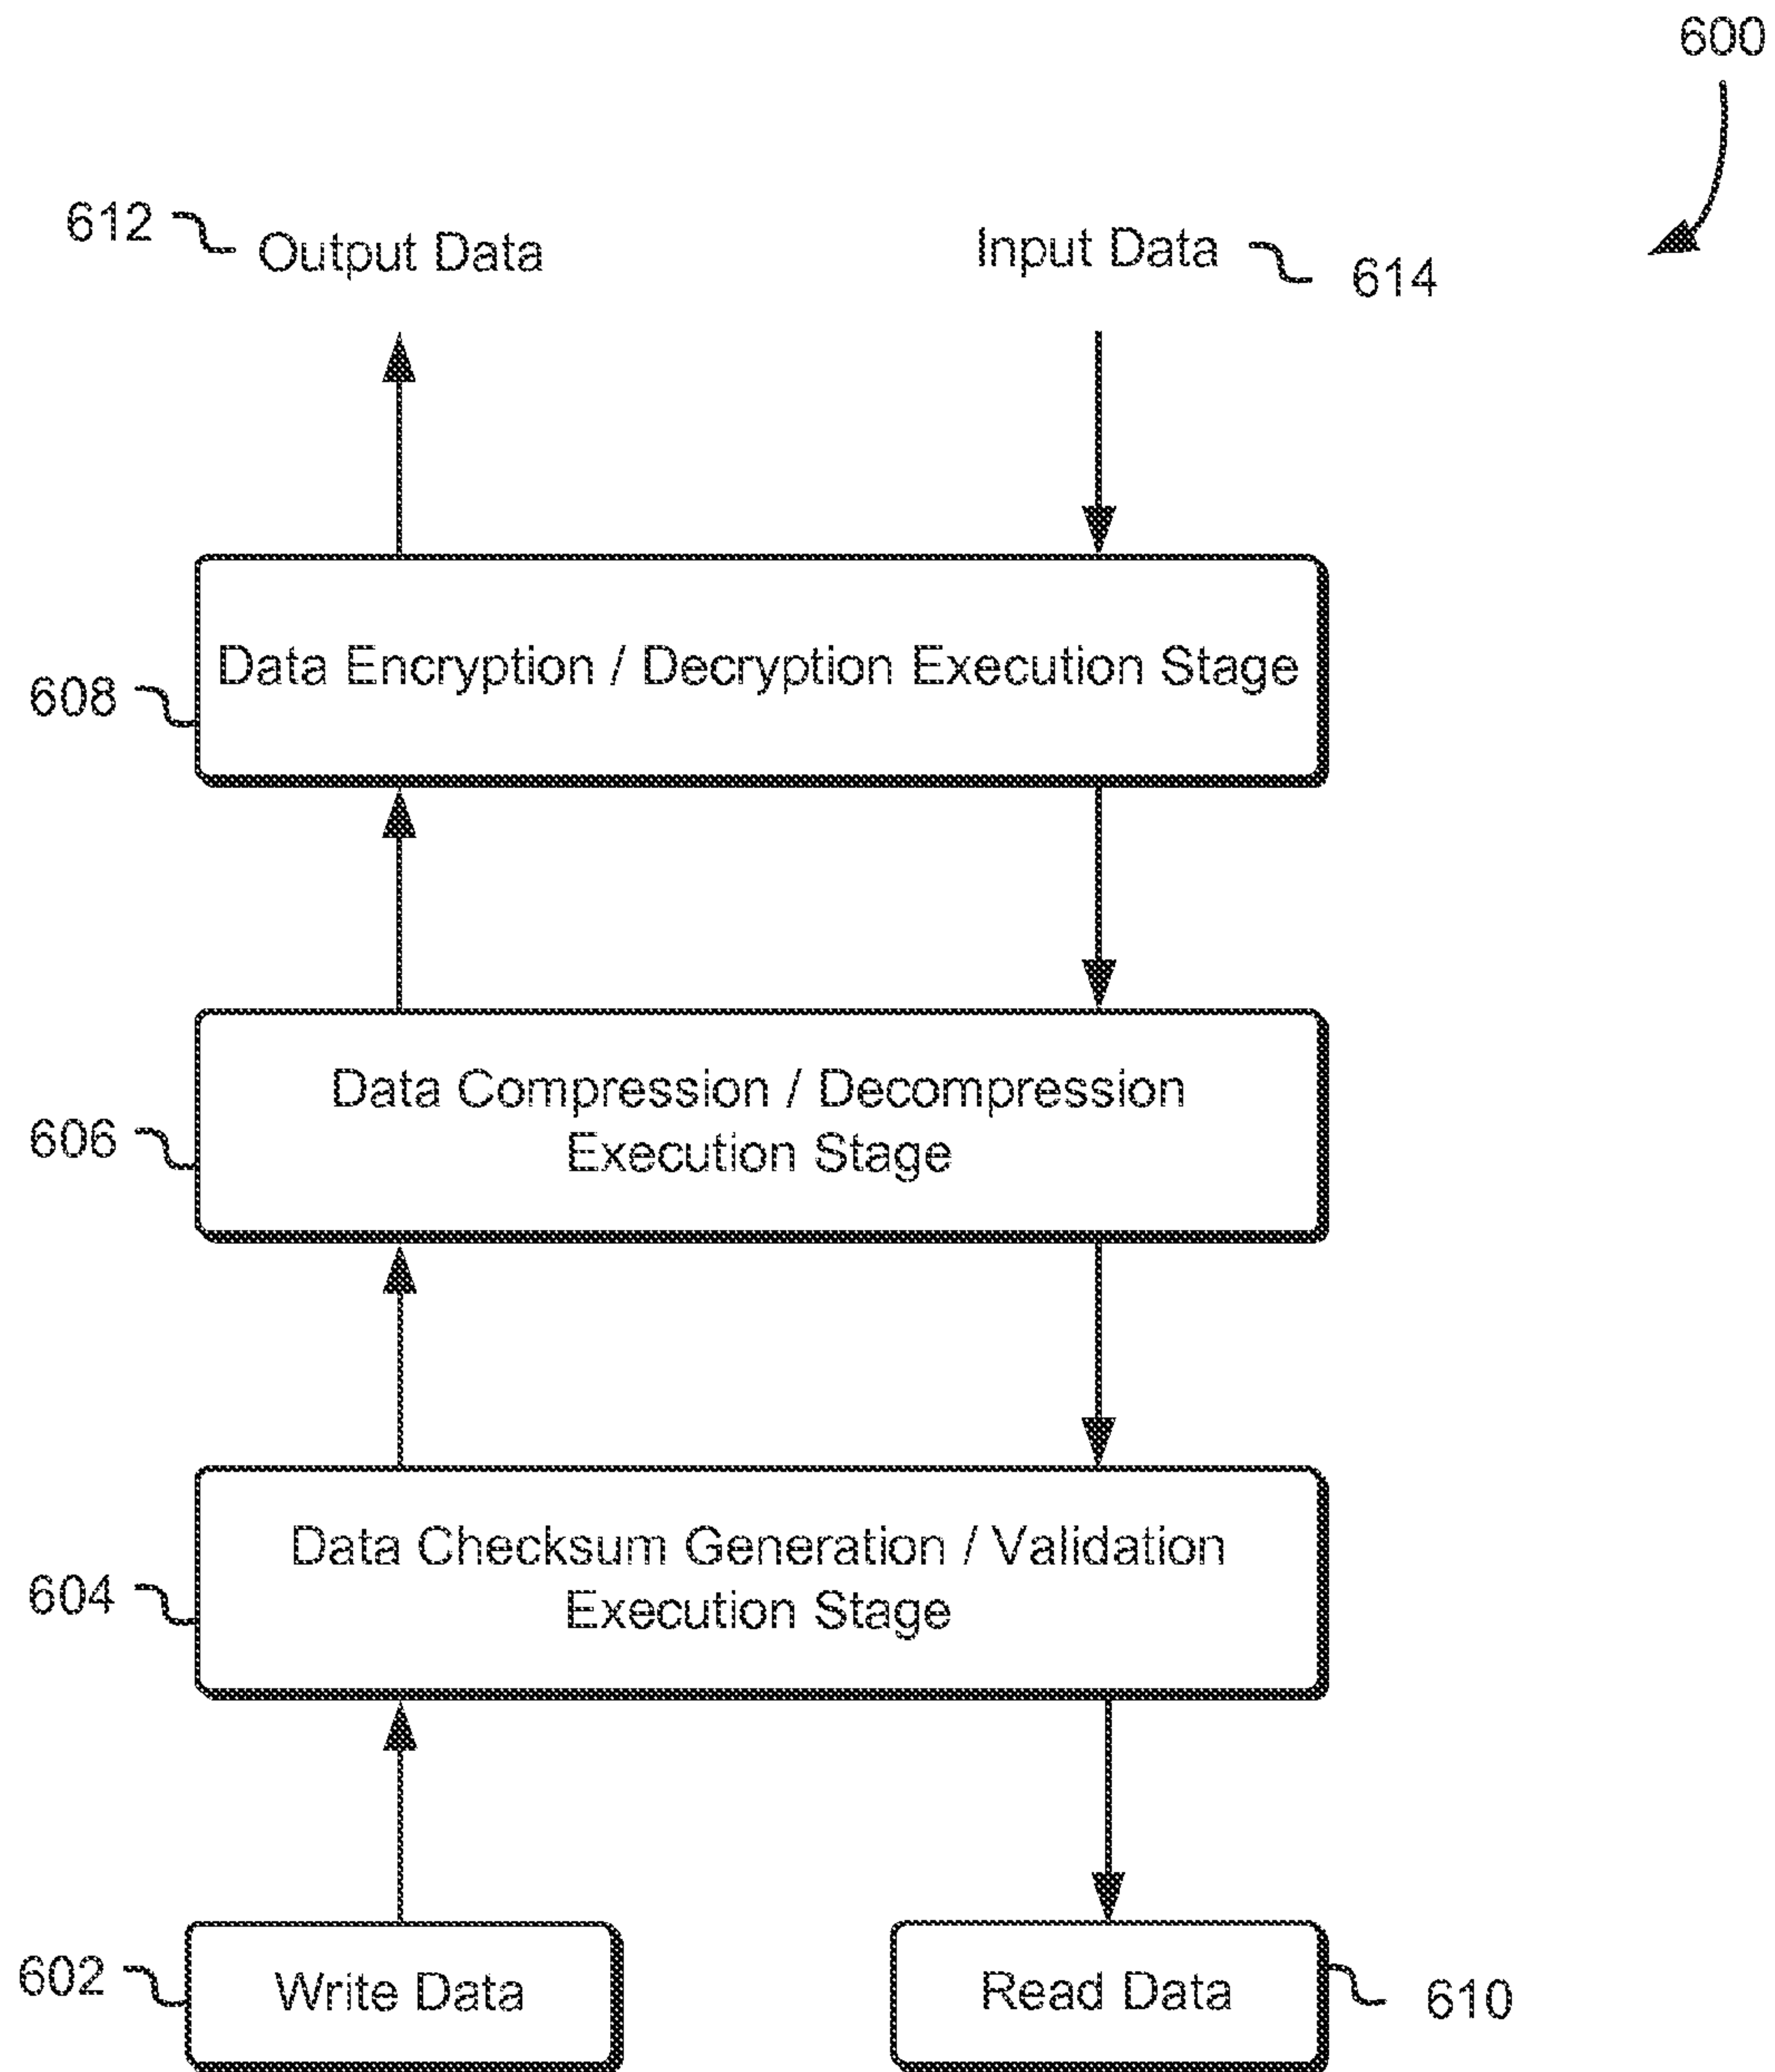 600
612
Output Data
Input Data
614
Data Encryption / Decryption Execution Stage
608
Data Compression / Decompression
Execution Stage
606
Data Checksum Generation / Validation
Execution Stage
604
602
Write Data
Read Data
610